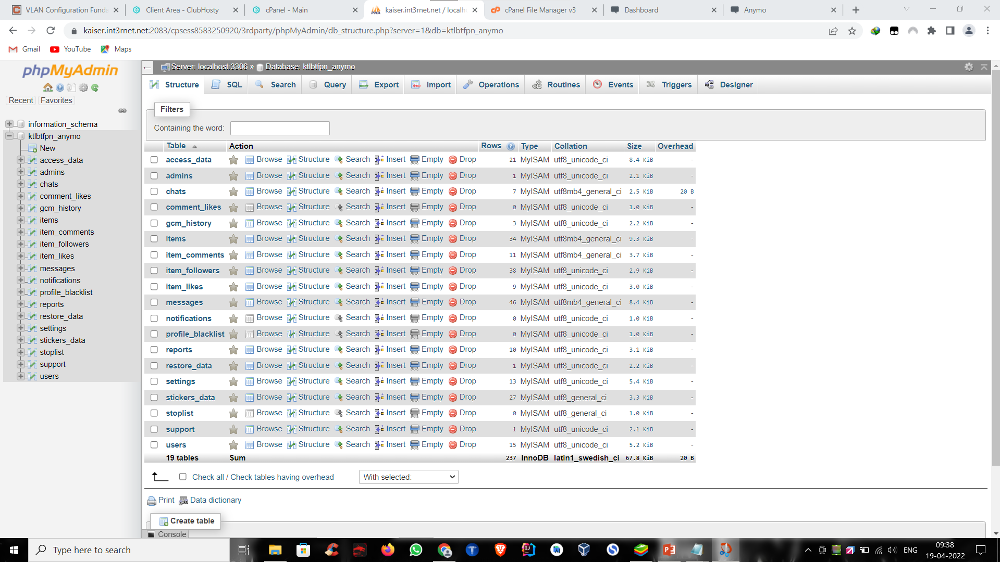 VLAN Configuration Funda
Client Area - ClubHosty
cPanel - Main
kaiser.int3rnet.net / localh
cPanel File Manager v3
Dashboard
Anymo
kaiser.int3rnet.net:2083/cpsess8583250920/3rdparty/phpMyAdmin/db_structure.php?server=1&db=ktlbtfpn_anymo
Gmail YouTube Maps
phpMyAdmin
Recent Favorites
information_schema
ktlbtfpn_anymo
New
access_data
admins
chats
comment_likes
gcm_history
items
item_comments
item_followers
item_likes
messages
notifications
profile_blacklist
reports
restore_data
settings
stickers_data
stoplist
support
users
Server: localhost:3306 » Database: ktlbtfpn_anymo
Structure SQL Search Query Export Import Operations Routines Events Triggers Designer
Filters
Containing the word:
Table Action Rows Type Collation Size Overhead
access_data Browse Structure Search Insert Empty Drop 21 MyISAM utf8_unicode_ci 8.4 KiB -
admins Browse Structure Search Insert Empty Drop 1 MyISAM utf8_unicode_ci 2.1 KiB -
chats Browse Structure Search Insert Empty Drop 7 MyISAM utf8mb4_general_ci 2.5 KiB 20 B
comment_likes Browse Structure Search Insert Empty Drop 0 MyISAM utf8_unicode_ci 1.0 KiB -
gcm_history Browse Structure Search Insert Empty Drop 3 MyISAM utf8_unicode_ci 2.2 KiB -
items Browse Structure Search Insert Empty Drop 34 MyISAM utf8mb4_general_ci 9.3 KiB -
item_comments Browse Structure Search Insert Empty Drop 11 MyISAM utf8mb4_general_ci 3.7 KiB -
item_followers Browse Structure Search Insert Empty Drop 38 MyISAM utf8_unicode_ci 2.9 KiB -
item_likes Browse Structure Search Insert Empty Drop 9 MyISAM utf8_unicode_ci 3.0 KiB -
messages Browse Structure Search Insert Empty Drop 46 MyISAM utf8mb4_general_ci 8.4 KiB -
notifications Browse Structure Search Insert Empty Drop 0 MyISAM utf8_unicode_ci 1.0 KiB -
profile_blacklist Browse Structure Search Insert Empty Drop 0 MyISAM utf8_unicode_ci 1.0 KiB -
reports Browse Structure Search Insert Empty Drop 10 MyISAM utf8_unicode_ci 3.1 KiB -
restore_data Browse Structure Search Insert Empty Drop 1 MyISAM utf8_unicode_ci 2.2 KiB -
settings Browse Structure Search Insert Empty Drop 13 MyISAM utf8_unicode_ci 5.4 KiB -
stickers_data Browse Structure Search Insert Empty Drop 27 MyISAM utf8_general_ci 3.3 KiB -
stoplist Browse Structure Search Insert Empty Drop 0 MyISAM utf8_general_ci 1.0 KiB -
support Browse Structure Search Insert Empty Drop 1 MyISAM utf8_unicode_ci 2.1 KiB -
users Browse Structure Search Insert Empty Drop 15 MyISAM utf8_unicode_ci 5.2 KiB -
19 tables Sum 237 InnoDB latin1_swedish_ci 67.8 KiB 20 B
Check all / Check tables having overhead With selected:
Print Data dictionary
Create table
Console
Type here to search
ENG
09:38
19-04-2022